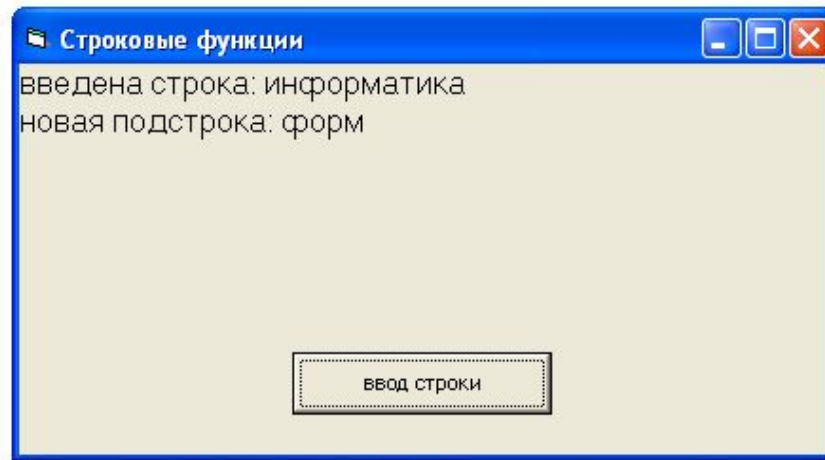 Строковые функции
введена строка: информатика
новая подстрока: форм
ввод строки